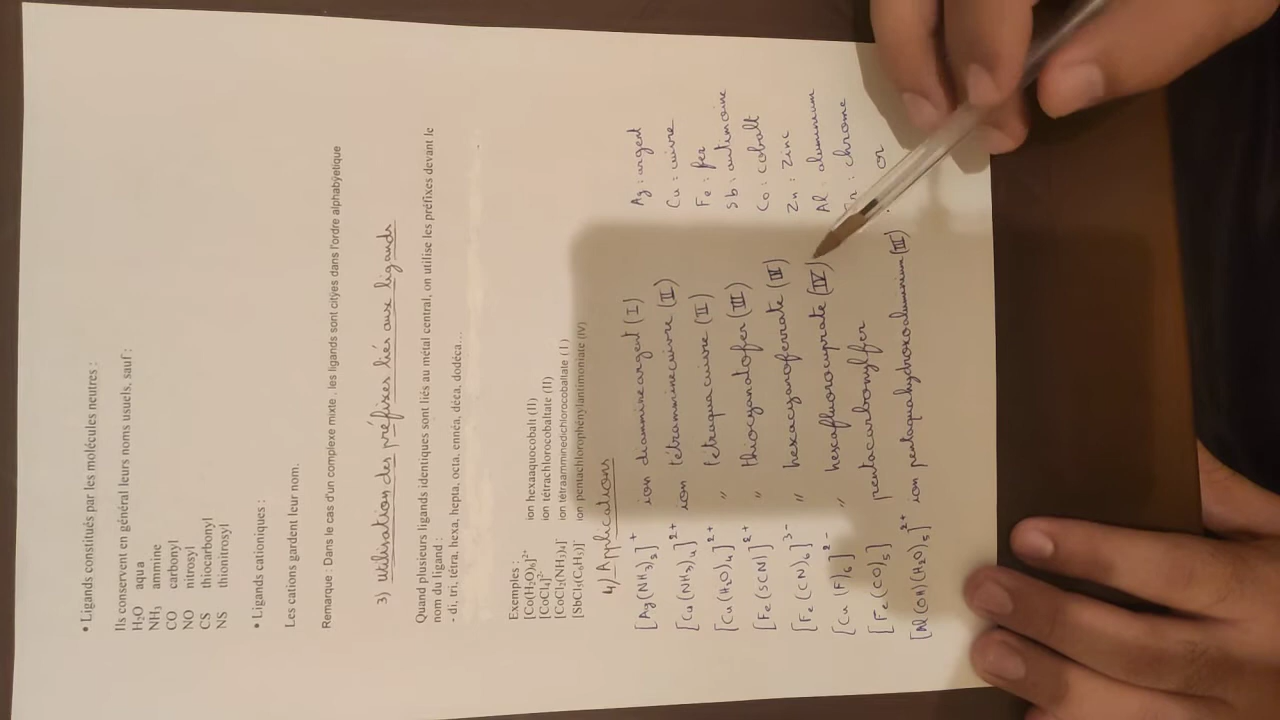 • Ligands constitués par les molécules neutres :
Ils conservent en général leurs noms usuels, sauf :
H₂O aqua
NH₃ ammine
CO carbonyl
NO nitrosyl
CS thiocarbonyl
NS thionitrosyl
• Ligands cationiques :
Les cations gardent leur nom.
Remarque : Dans le cas d'un complexe mixte , les ligands sont citÿes dans l'ordre alphabÿetique
3) utilisation des préfixes liés aux ligands
Quand plusieurs ligands identiques sont liés au métal central, on utilise les préfixes devant le
nom du ligand :
- di, tri, tétra, hexa, hepta, octa, ennéa, déca, dodéca…
Exemples :
[Co(H₂O)₆]²⁺ ion hexaaquocobalt (II)
[CoCl₄]²⁻ ion tétrachlorocobaltate (II)
[CoCl₂(NH₃)₄]⁻ ion tétraamminedichlorocobaltate (I)
[SbCl₅(C₆H₅)]⁻ ion pentachlorophénylantimoniate (IV)
4) Applications
[Ag(NH₃)₂]⁺ ion diammineargent (I) Ag : argent
[Cu(NH₃)₄]²⁺ ion tétramminecuivre (II) Cu : cuivre
[Cu(H₂O)₄]²⁺ " tétraquacuivre (II) Fe : fer
[Fe(SCN)]²⁺ " thiocyanatofer (III) Sb : antimoine
[Fe(CN)₆]³⁻ " hexacyanoferrate (III) Co : cobalt
[Cu(F)₆]²⁻ " hexafluorocuprate (IV) Zn : Zinc
[Fe(CO)₅] pentacarbonylfer Al : aluminium
[Al(OH)(H₂O)₅]²⁺ ion pentaquahydroxoaluminium (III) : chrome
: or